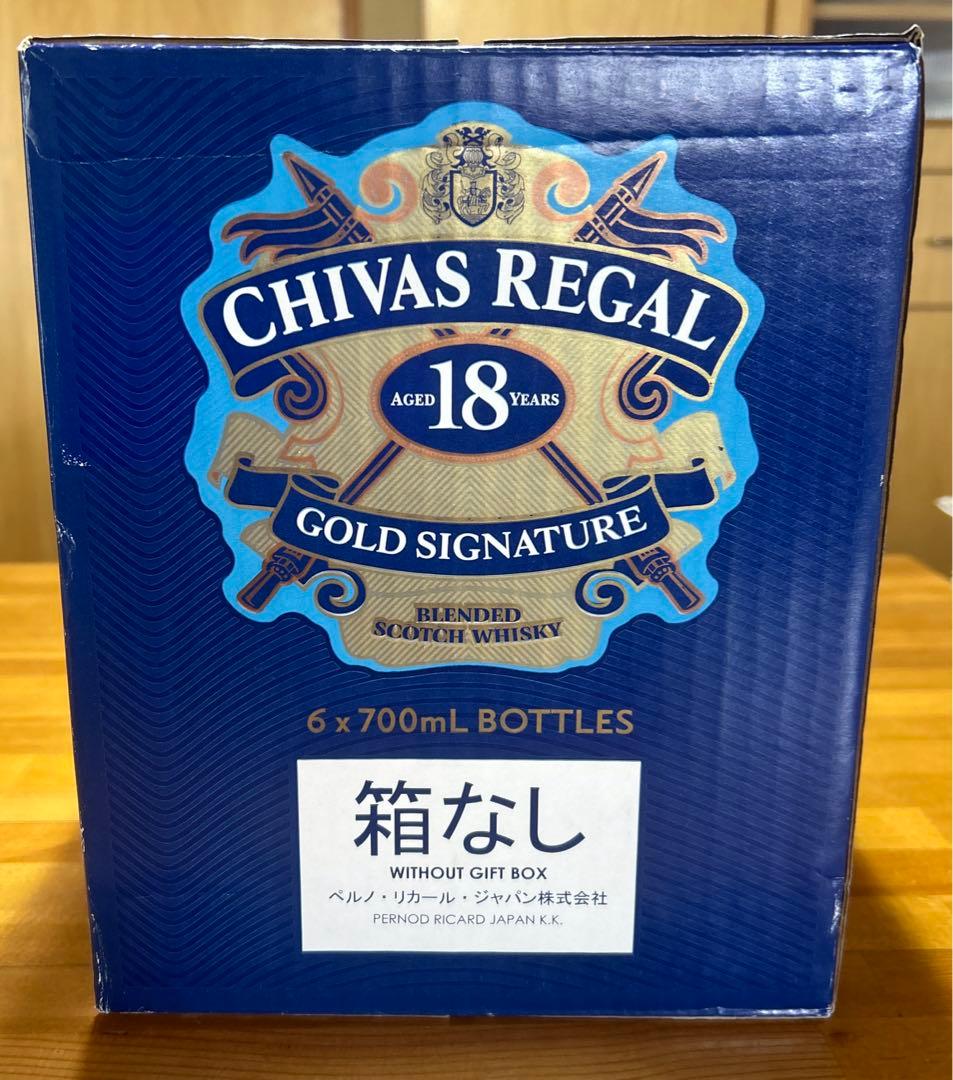 CHIVAS REGAL
AGED 18 YEARS
GOLD SIGNATURE
BLENDED
SCOTCH WHISKY
6 x 700mL BOTTLES
箱なし
WITHOUT GIFT BOX
ペルノ・リカール・ジャパン株式会社
PERNOD RICARD JAPAN K.K.